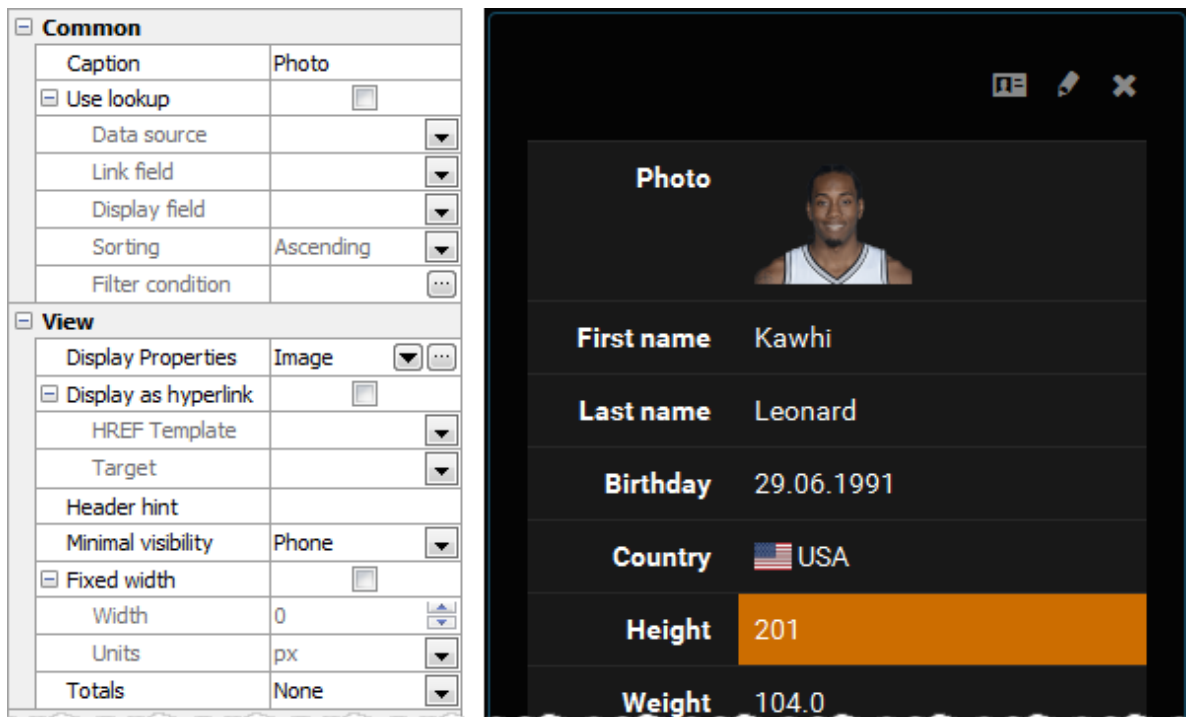 Common
Caption Photo
Use lookup
Data source
Link field
Display field
Sorting Ascending
Filter condition
View
Display Properties Image
Display as hyperlink
HREF Template
Target
Header hint
Minimal visibility Phone
Fixed width
Width 0
Units px
Totals None
Photo
First name Kawhi
Last name Leonard
Birthday 29.06.1991
Country USA
Height 201
Weight 104.0